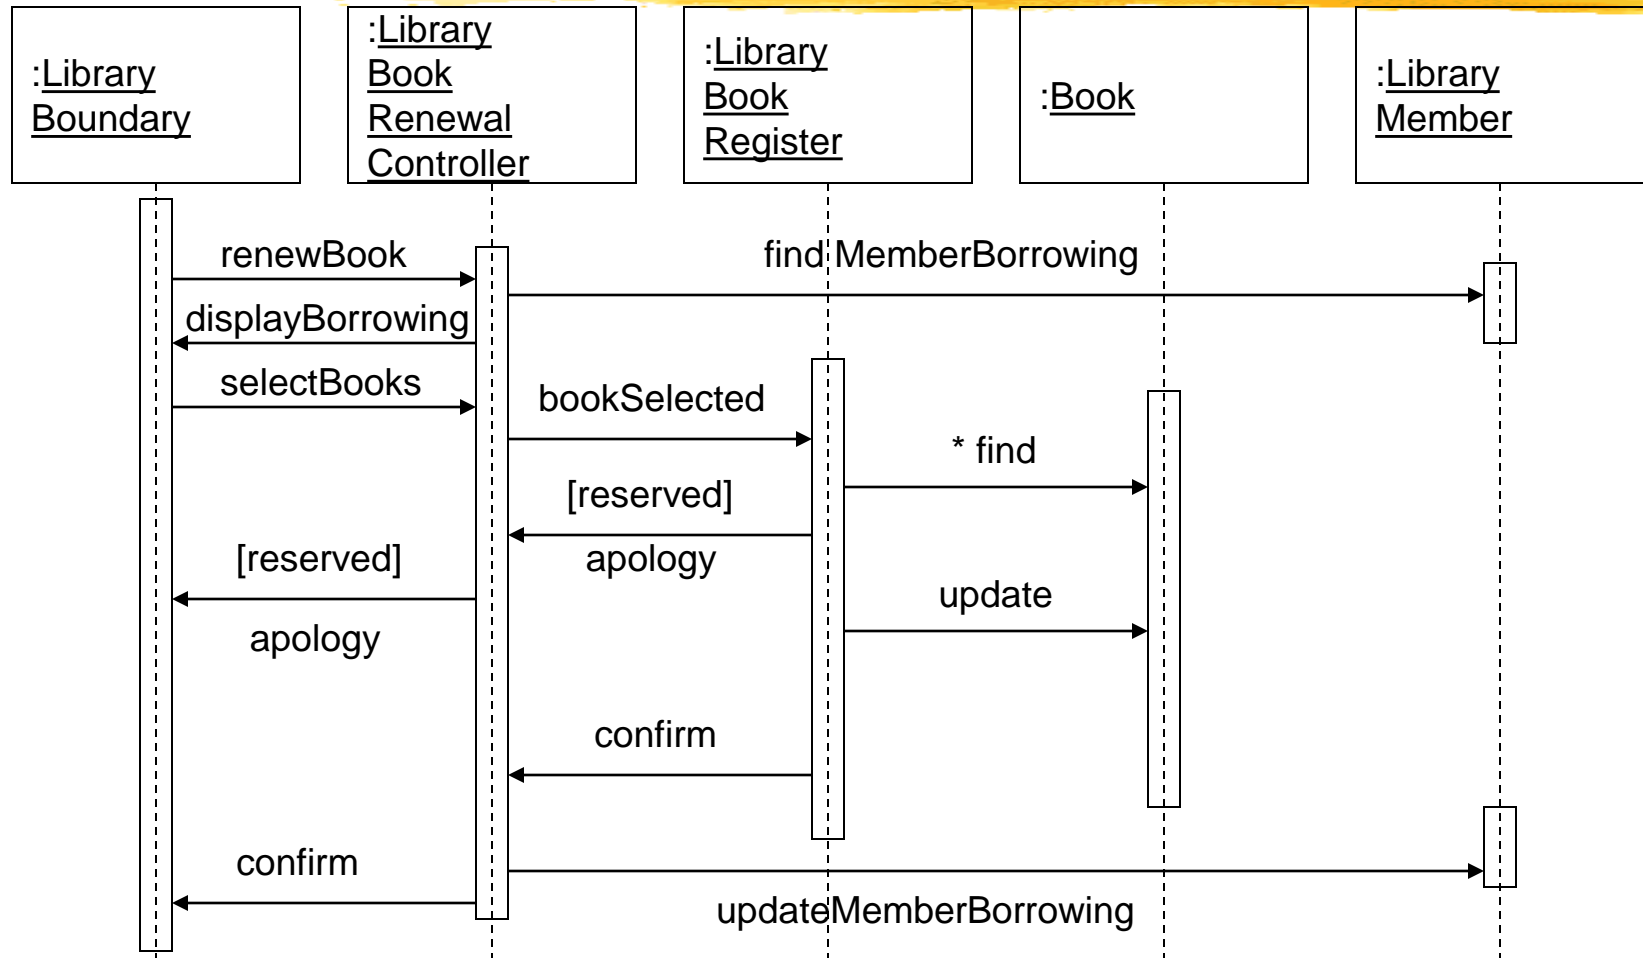 :Library
Boundary
:Library
Book
Renewal
Controller
:Library
Book
Register
:Book
:Library
Member
renewBook
find MemberBorrowing
displayBorrowing
selectBooks
bookSelected
* find
[reserved]
apology
[reserved]
apology
update
confirm
confirm
updateMemberBorrowing